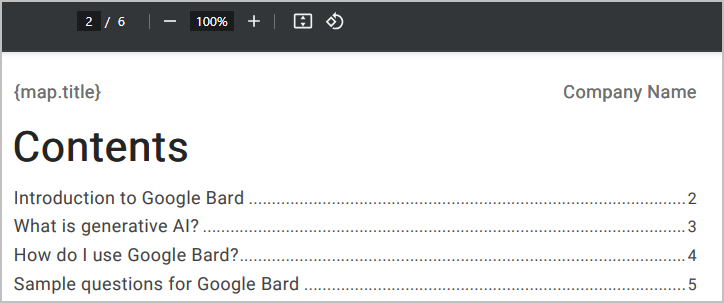 2 / 6 100%
{map.title} Company Name
Contents
Introduction to Google Bard ........................................................................................................ 2
What is generative AI? ........................................................................................................ 3
How do I use Google Bard?........................................................................................................ 4
Sample questions for Google Bard ........................................................................................................ 5